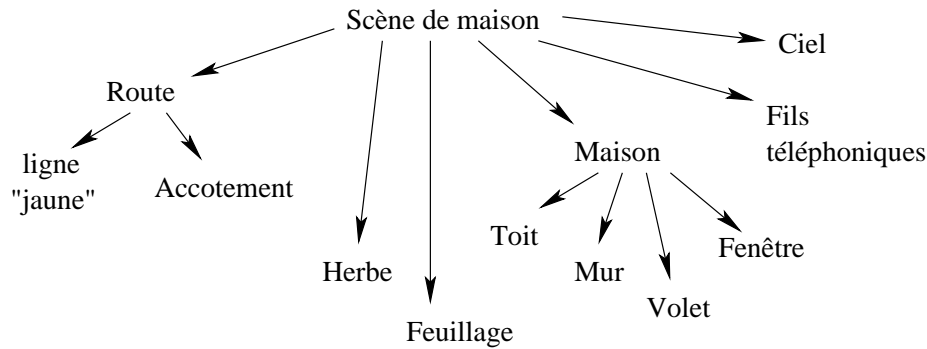 Scène de maison
Ciel
Route
Fils
téléphoniques
Maison
ligne
"jaune"
Accotement
Toit
Fenêtre
Herbe
Mur
Volet
Feuillage